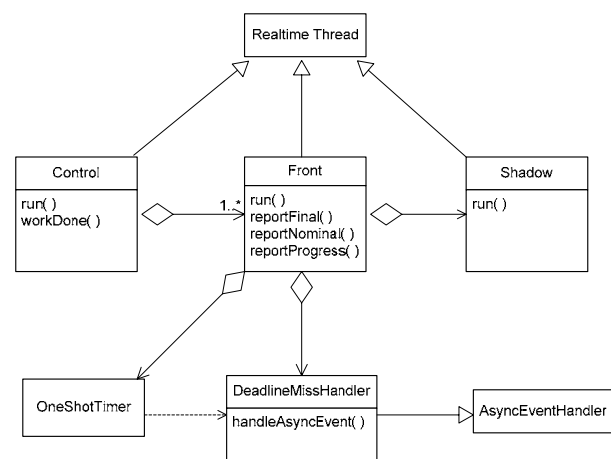 Realtime Thread
Control
run( )
workDone( )
1..*
Front
run( )
reportFinal( )
reportNominal( )
reportProgress( )
Shadow
run( )
OneShotTimer
DeadlineMissHandler
handleAsyncEvent( )
AsyncEventHandler